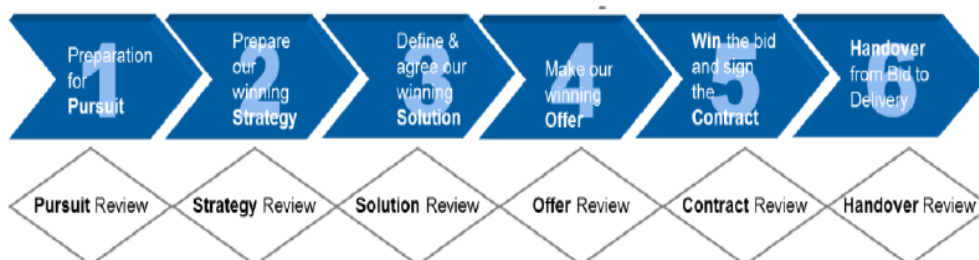 1
Preparation
for
Pursuit
2
Prepare
our
winning
Strategy
3
Define &
agree our
winning
Solution
4
Make our
winning
Offer
5
Win the bid
and sign
the
Contract
6
Handover
from Bid to
Delivery
Pursuit Review
Strategy Review
Solution Review
Offer Review
Contract Review
Handover Review